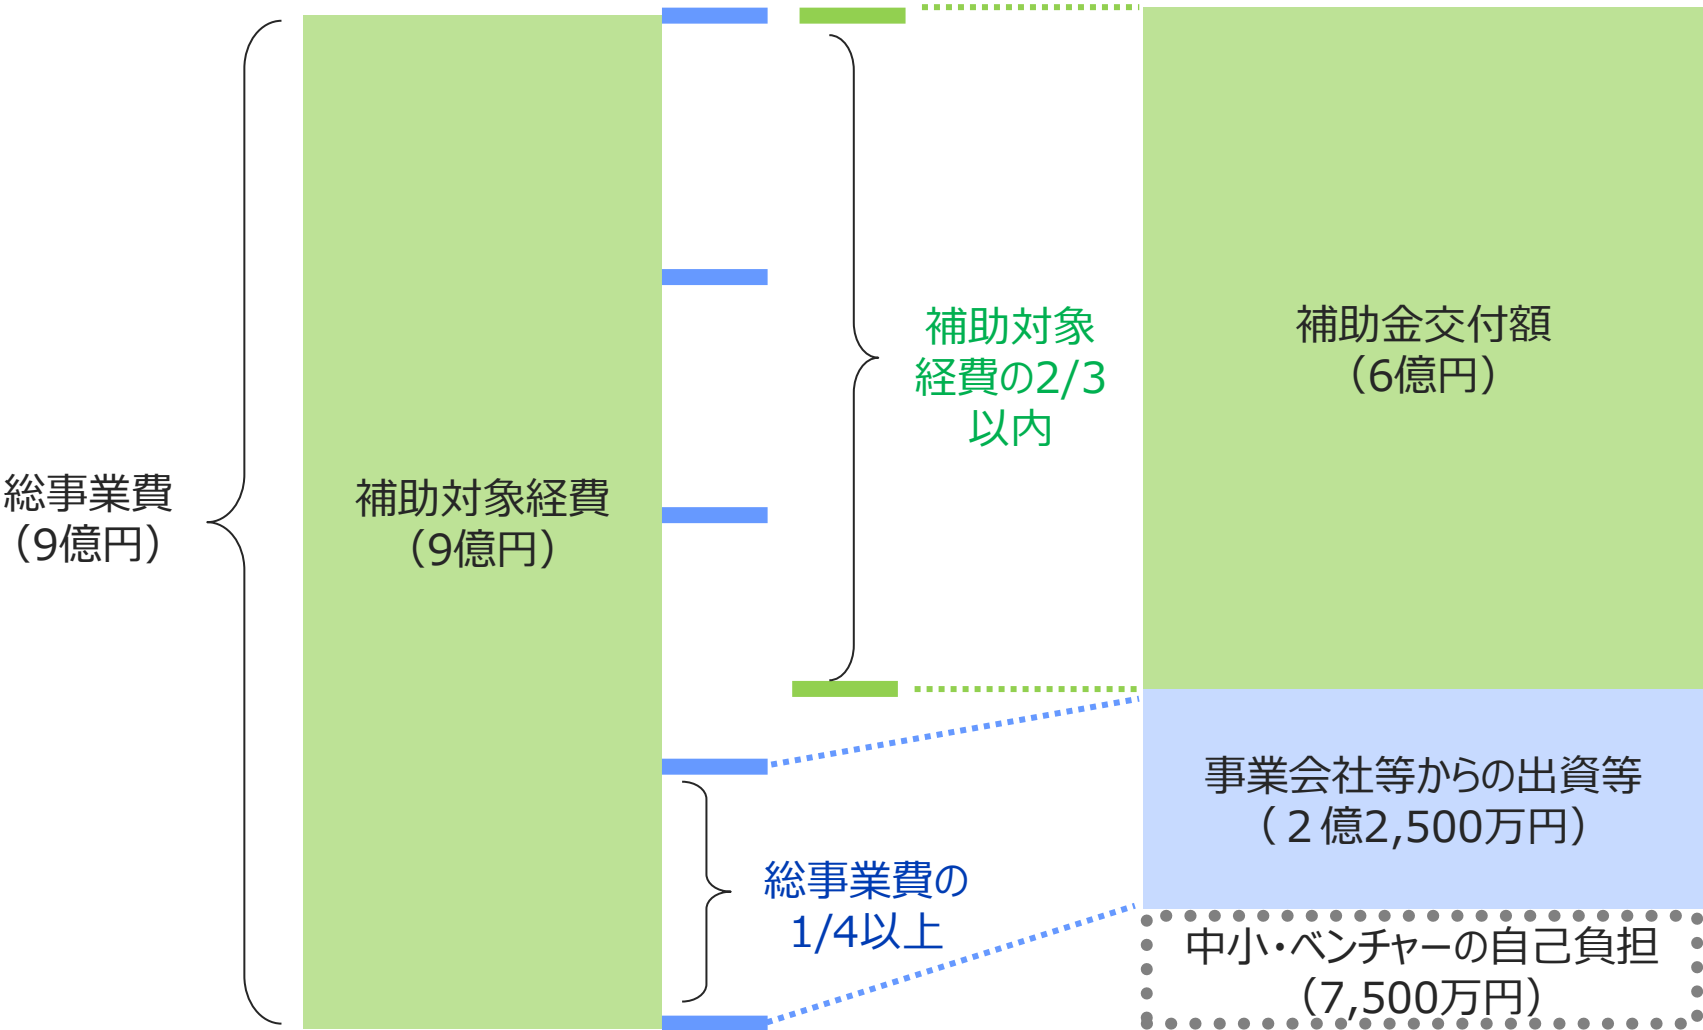 総事業費
（9億円）
補助対象経費
（9億円）
補助対象
経費の2/3
以内
総事業費の
1/4以上
補助金交付額
（6億円）
事業会社等からの出資等
（２億2,500万円）
中小・ベンチャーの自己負担
（7,500万円）